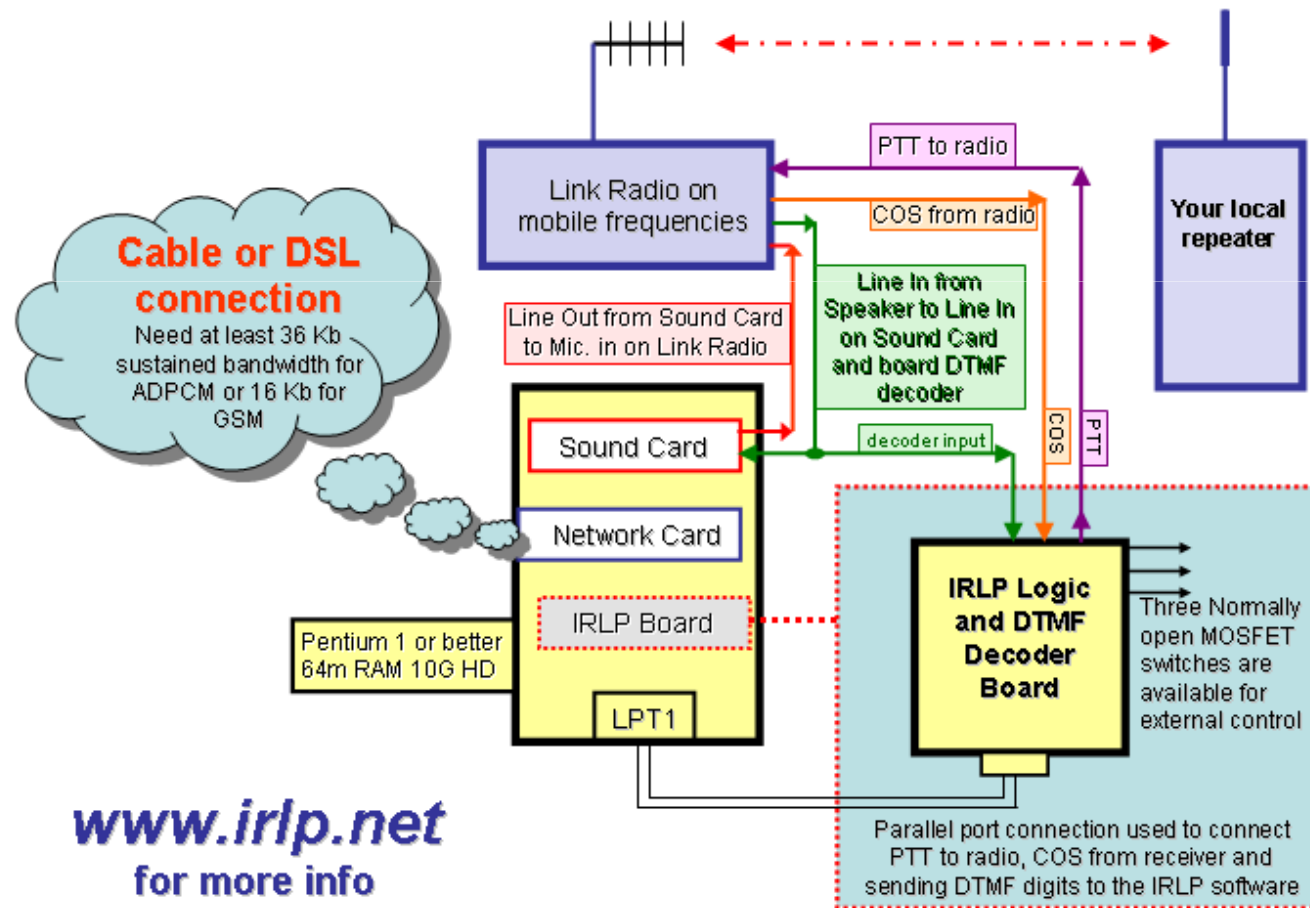 PTT to radio
Link Radio on
mobile frequencies
COS from radio
Your local
repeater
Cable or DSL
connection
Need at least 36 Kb
sustained bandwidth for
ADPCM or 16 Kb for
GSM
Line Out from Sound Card
to Mic. in on Link Radio
Line In from
Speaker to Line In
on Sound Card
and board DTMF
decoder
COS
PTT
decoder input
Sound Card
Network Card
IRLP Board
Pentium 1 or better
64m RAM 10G HD
LPT1
IRLP Logic
and DTMF
Decoder
Board
Three Normally
open MOSFET
switches are
available for
external control
Parallel port connection used to connect
PTT to radio, COS from receiver and
sending DTMF digits to the IRLP software
www.irlp.net
for more info